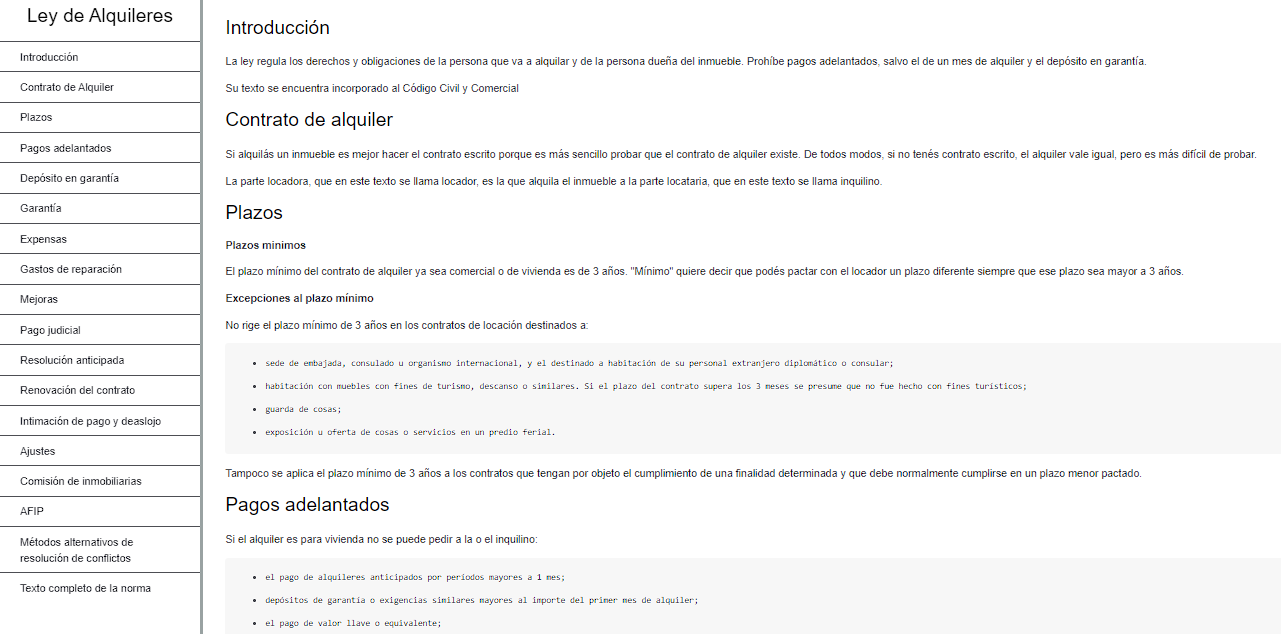 Ley de Alquileres
Introducción
Contrato de Alquiler
Plazos
Pagos adelantados
Depósito en garantía
Garantía
Expensas
Gastos de reparación
Mejoras
Pago judicial
Resolución anticipada
Renovación del contrato
Intimación de pago y deaslojo
Ajustes
Comisión de inmobiliarias
AFIP
Métodos alternativos de
resolución de conflictos
Texto completo de la norma
Introducción
La ley regula los derechos y obligaciones de la persona que va a alquilar y de la persona dueña del inmueble. Prohíbe pagos adelantados, salvo el de un mes de alquiler y el depósito en garantía.
Su texto se encuentra incorporado al Código Civil y Comercial
Contrato de alquiler
Si alquilás un inmueble es mejor hacer el contrato escrito porque es más sencillo probar que el contrato de alquiler existe. De todos modos, si no tenés contrato escrito, el alquiler vale igual, pero es más difícil de probar.
La parte locadora, que en este texto se llama locador, es la que alquila el inmueble a la parte locataria, que en este texto se llama inquilino.
Plazos
Plazos minimos
El plazo mínimo del contrato de alquiler ya sea comercial o de vivienda es de 3 años. "Mínimo" quiere decir que podés pactar con el locador un plazo diferente siempre que ese plazo sea mayor a 3 años.
Excepciones al plazo mínimo
No rige el plazo mínimo de 3 años en los contratos de locación destinados a:
• sede de embajada, consulado u organismo internacional, y el destinado a habitación de su personal extranjero diplomático o consular;
• habitación con muebles con fines de turismo, descanso o similares. Si el plazo del contrato supera los 3 meses se presume que no fue hecho con fines turísticos;
• guarda de cosas;
• exposición u oferta de cosas o servicios en un predio ferial.
Tampoco se aplica el plazo mínimo de 3 años a los contratos que tengan por objeto el cumplimiento de una finalidad determinada y que debe normalmente cumplirse en un plazo menor pactado.
Pagos adelantados
Si el alquiler es para vivienda no se puede pedir a la o el inquilino:
• el pago de alquileres anticipados por periodos mayores a 1 mes;
• depósitos de garantía o exigencias similares mayores al importe del primer mes de alquiler;
• el pago de valor llave o equivalente;